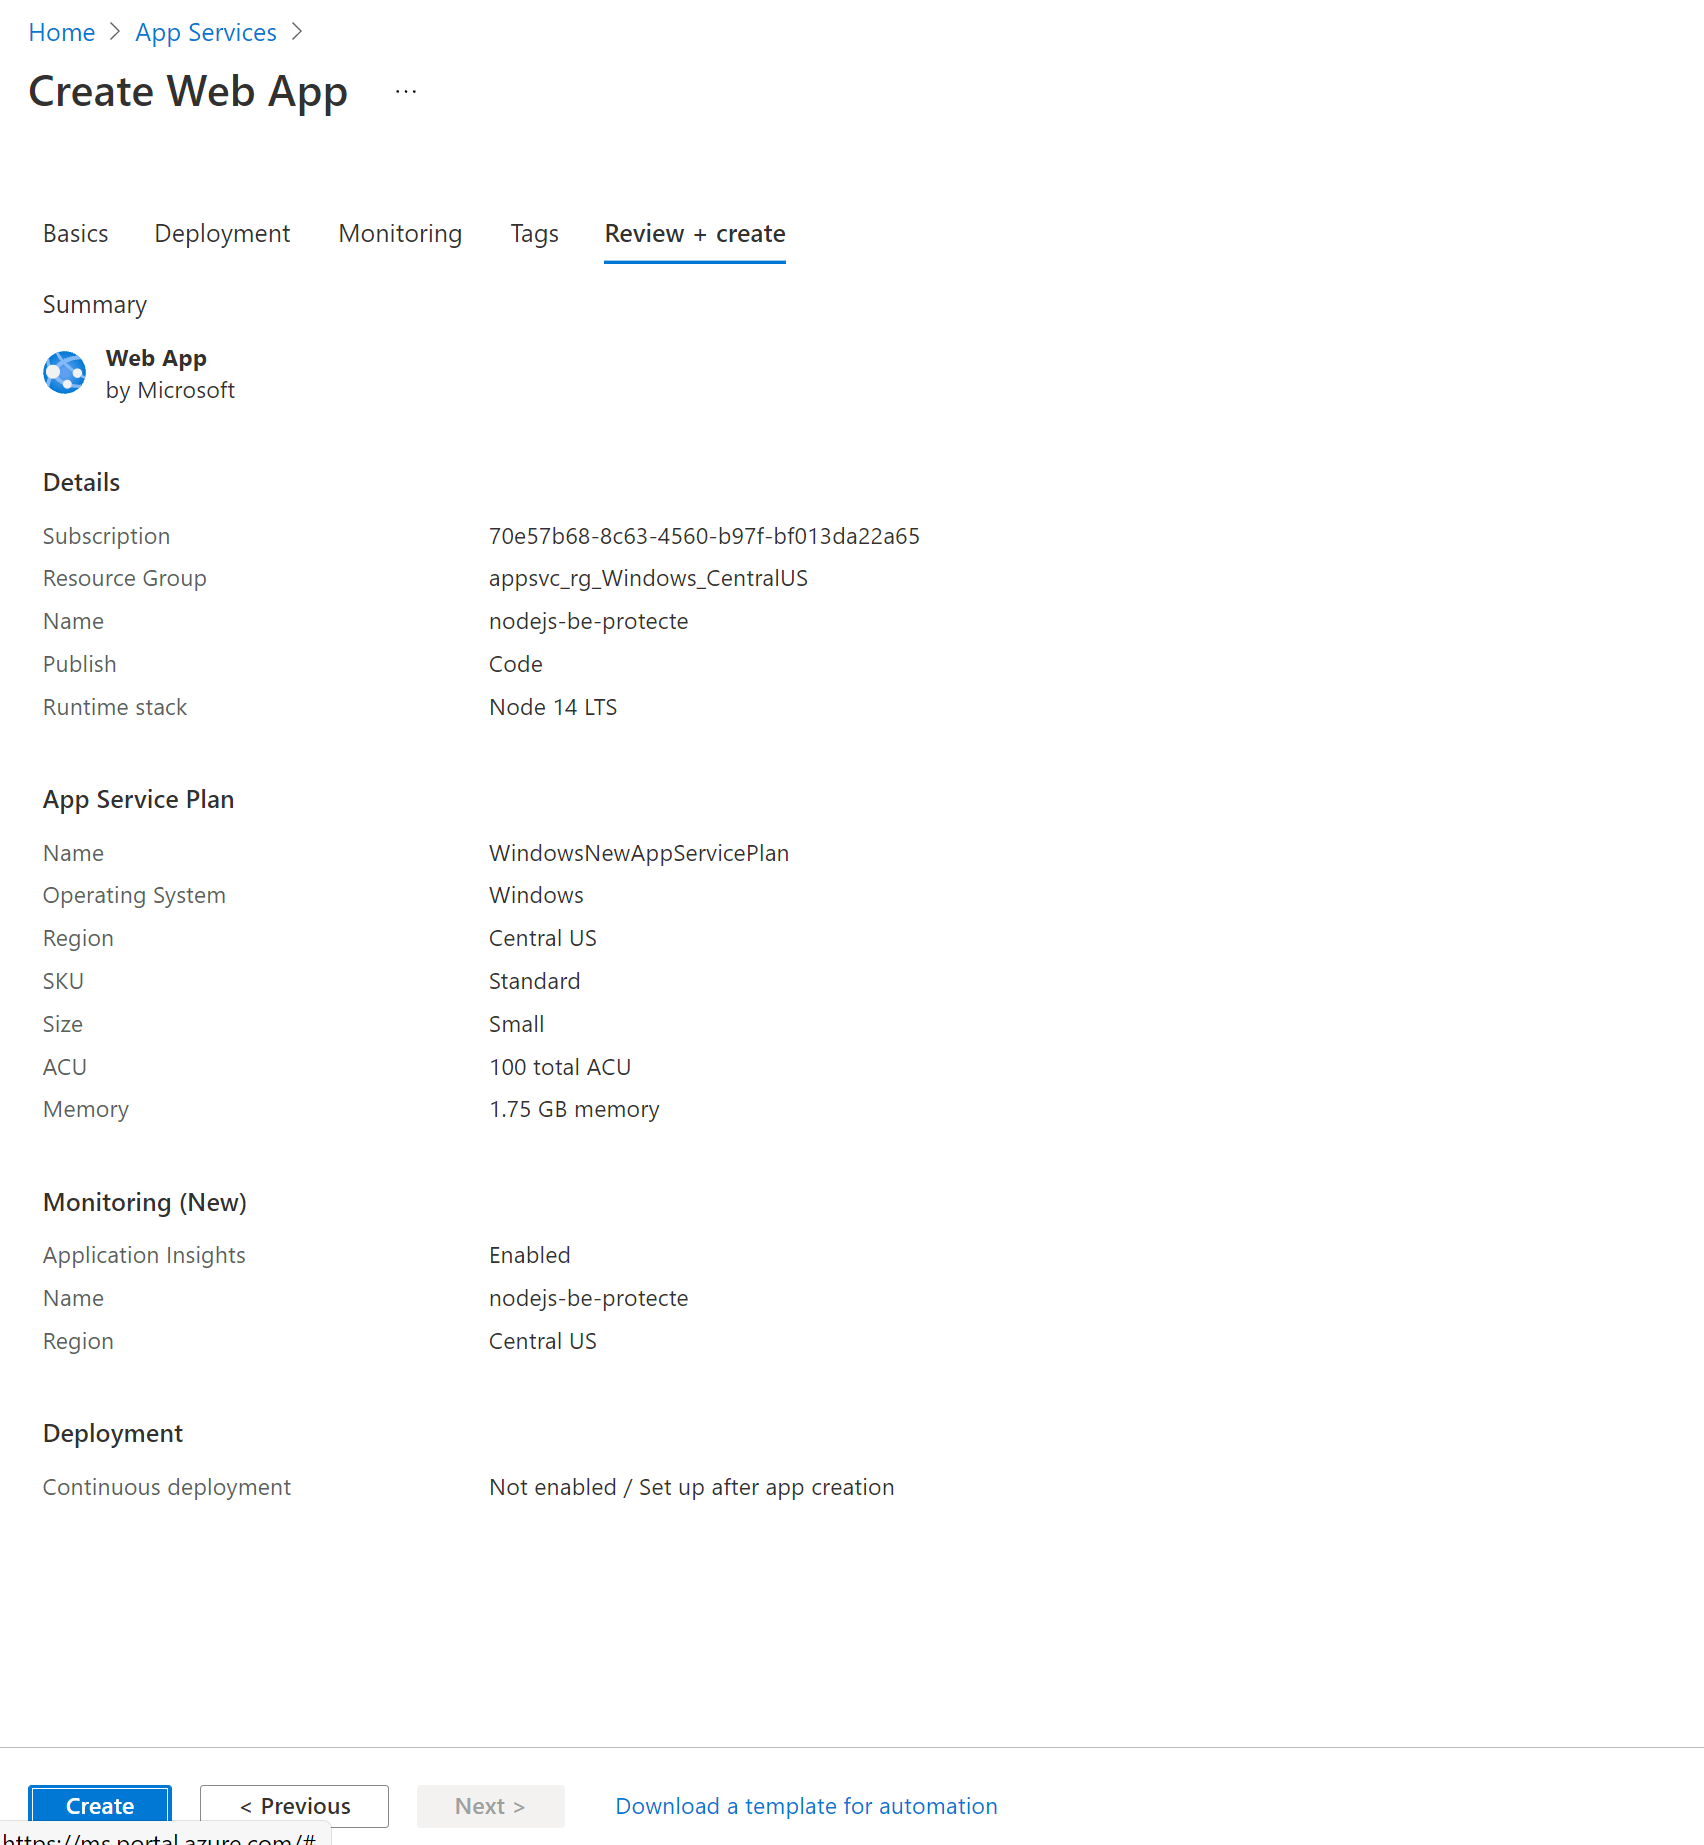 Home > App Services >
Create Web App ...
Basics Deployment Monitoring Tags Review + create
Summary
Web App
by Microsoft
Details
Subscription 70e57b68-8c63-4560-b97f-bf013da22a65
Resource Group appsvc_rg_Windows_CentralUS
Name nodejs-be-protecte
Publish Code
Runtime stack Node 14 LTS
App Service Plan
Name WindowsNewAppServicePlan
Operating System Windows
Region Central US
SKU Standard
Size Small
ACU 100 total ACU
Memory 1.75 GB memory
Monitoring (New)
Application Insights Enabled
Name nodejs-be-protecte
Region Central US
Deployment
Continuous deployment Not enabled / Set up after app creation
Create < Previous Next > Download a template for automation
https://ms.portal.azure.com/#